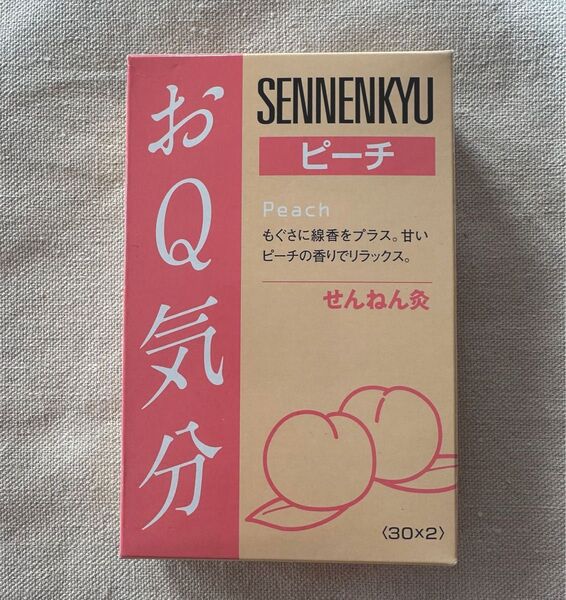 おQ気分
SENNENKYU
ピーチ
Peach
もぐさに線香をプラス。甘い
ピーチの香りでリラックス。
せんねん灸
〈30×2〉